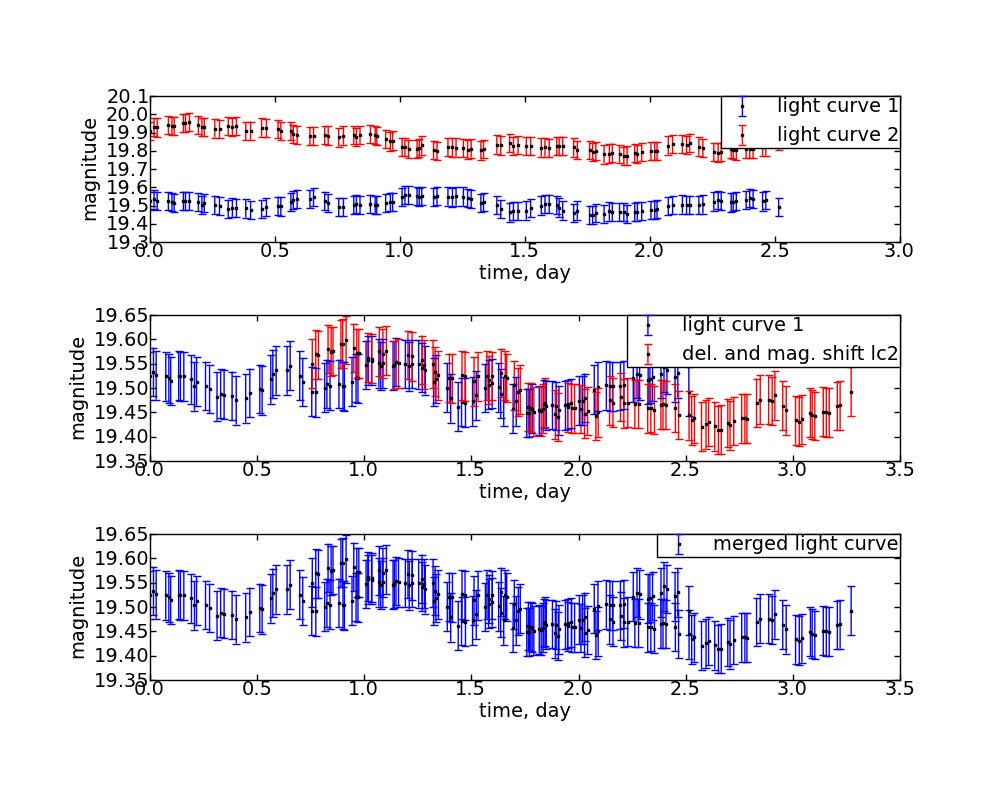 20.1
20.0
19.9
19.8
19.7
19.6
19.5
19.4
19.3
magnitude
light curve 1
light curve 2
0.0 0.5 1.0 1.5 2.0 2.5 3.0
time, day
19.65
19.60
19.55
19.50
19.45
19.40
19.35
magnitude
light curve 1
del. and mag. shift lc2
0.0 0.5 1.0 1.5 2.0 2.5 3.0 3.5
time, day
19.65
19.60
19.55
19.50
19.45
19.40
19.35
magnitude
merged light curve
0.0 0.5 1.0 1.5 2.0 2.5 3.0 3.5
time, day